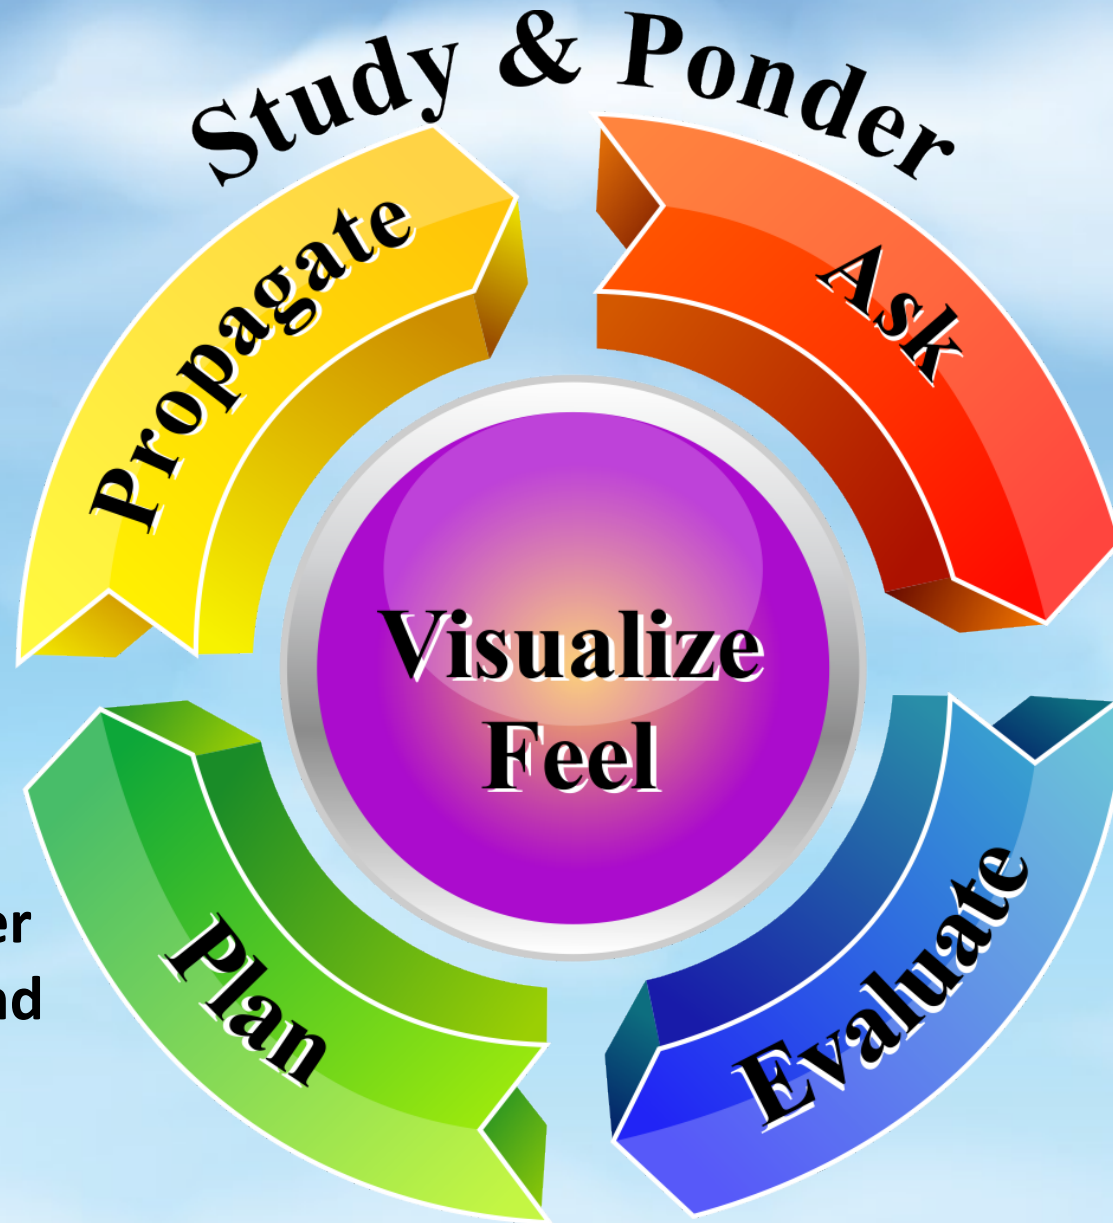 Study & Ponder
Propagate
Ask
Visualize
Feel
Plan
Evaluate